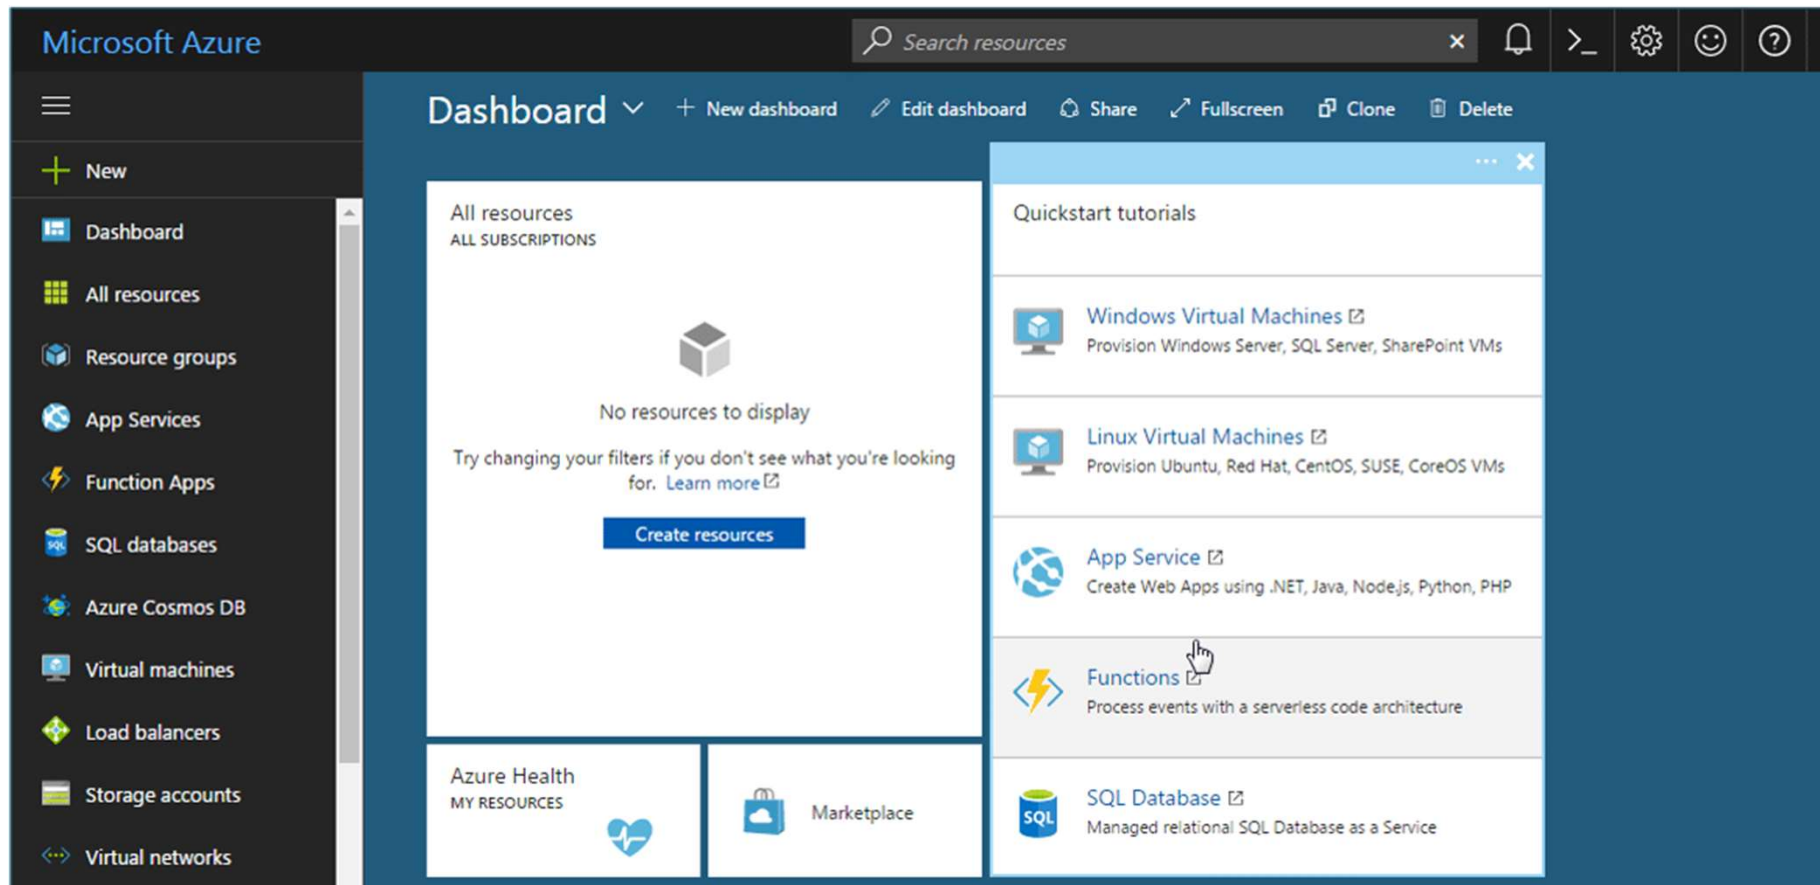 Microsoft Azure
Search resources
Dashboard
New dashboard
Edit dashboard
Share
Fullscreen
Clone
Delete
New
Dashboard
All resources
Resource groups
App Services
Function Apps
SQL databases
Azure Cosmos DB
Virtual machines
Load balancers
Storage accounts
Virtual networks
All resources
ALL SUBSCRIPTIONS
No resources to display
Try changing your filters if you don't see what you're looking
for. Learn more
Create resources
Azure Health
MY RESOURCES
Marketplace
Quickstart tutorials
Windows Virtual Machines
Provision Windows Server, SQL Server, SharePoint VMs
Linux Virtual Machines
Provision Ubuntu, Red Hat, CentOS, SUSE, CoreOS VMs
App Service
Create Web Apps using .NET, Java, Node.js, Python, PHP
Functions
Process events with a serverless code architecture
SQL
SQL Database
Managed relational SQL Database as a Service